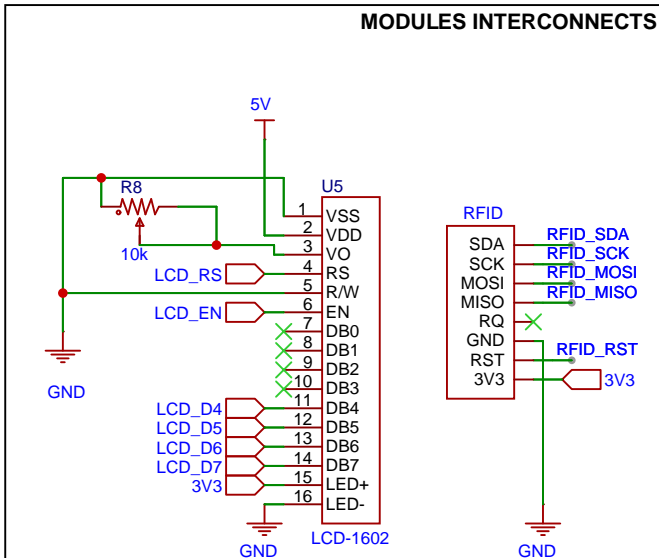 MODULES INTERCONNECTS
5V
R8
10k
GND
U5
1 VSS
2 VDD
3 VO
LCD_RS 4 RS
5 R/W
LCD_EN 6 EN
7 DB0
8 DB1
9 DB2
10 DB3
LCD_D4 11 DB4
LCD_D5 12 DB5
LCD_D6 13 DB6
LCD_D7 14 DB7
3V3 15 LED+
16 LED-
GND
LCD-1602
RFID
SDA RFID_SDA
SCK RFID_SCK
MOSI RFID_MOSI
MISO RFID_MISO
RQ
GND
RST RFID_RST
3V3 3V3
GND